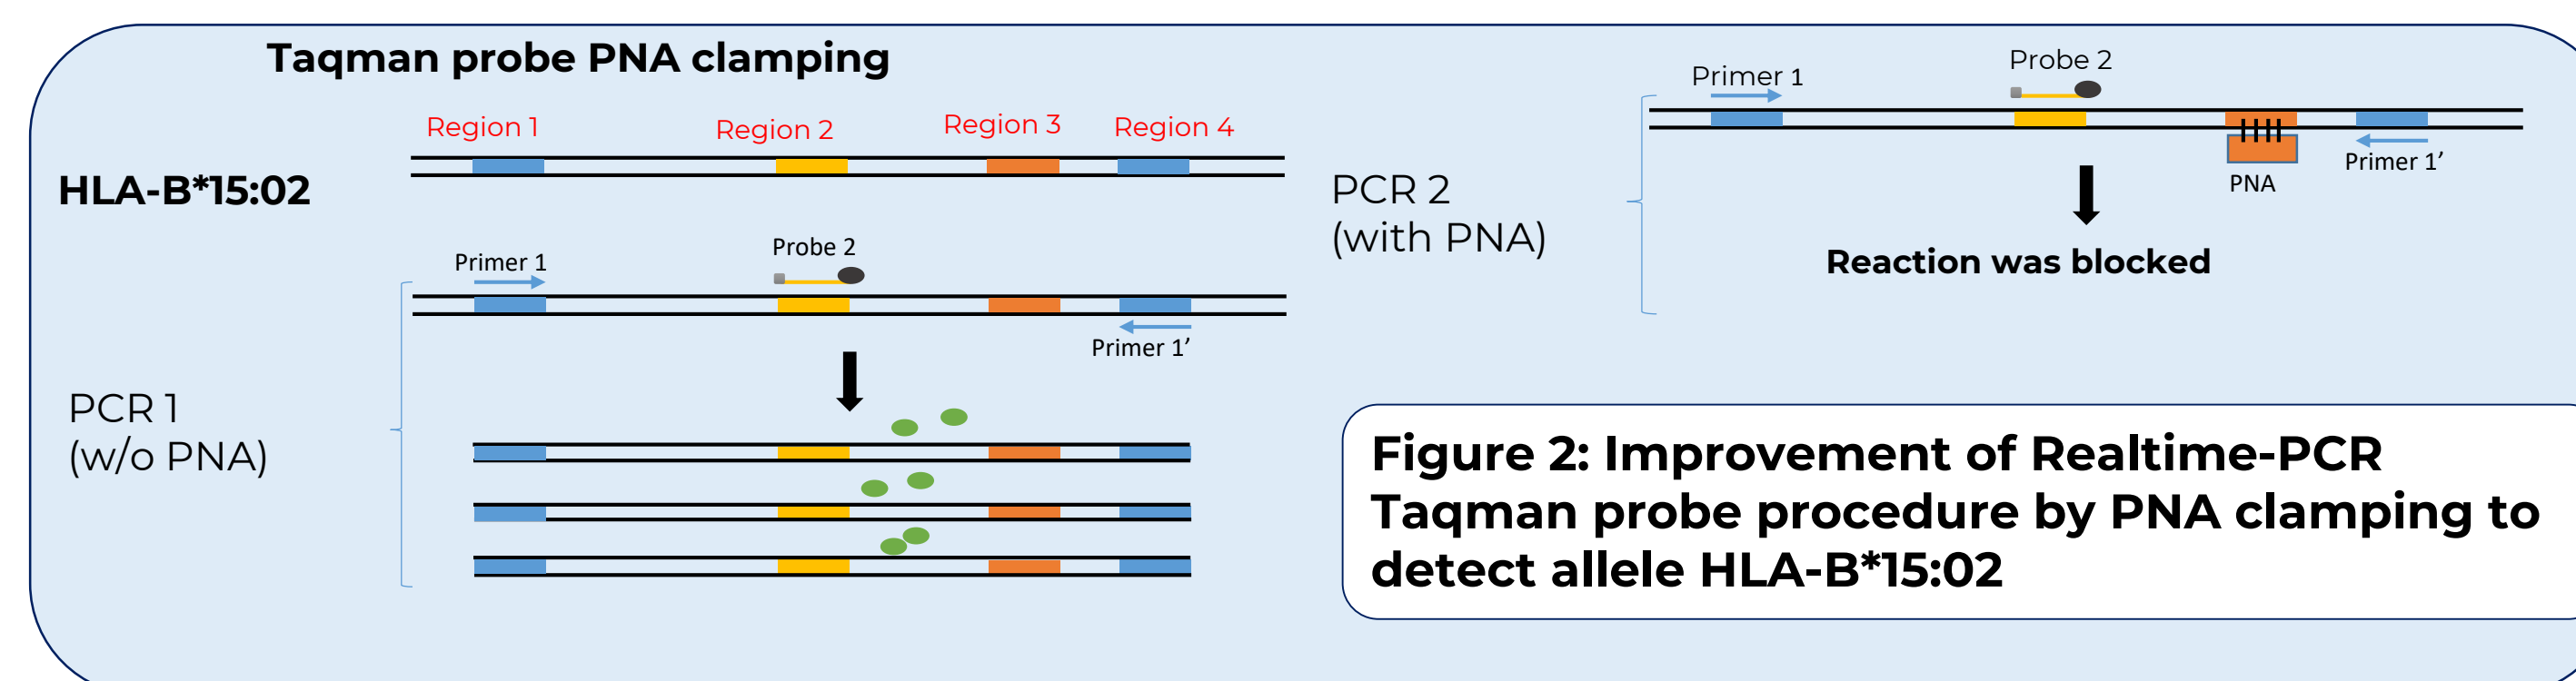 Taqman probe PNA clamping
Region 1
Region 2
Region 3
Region 4
HLA-B*15:02
Primer 1
Probe 2
Primer 1’
PCR 1
(w/o PNA)
Primer 1
Probe 2
PNA
Primer 1’
PCR 2
(with PNA)
Reaction was blocked
Figure 2: Improvement of Realtime-PCR
Taqman probe procedure by PNA clamping to
detect allele HLA-B*15:02